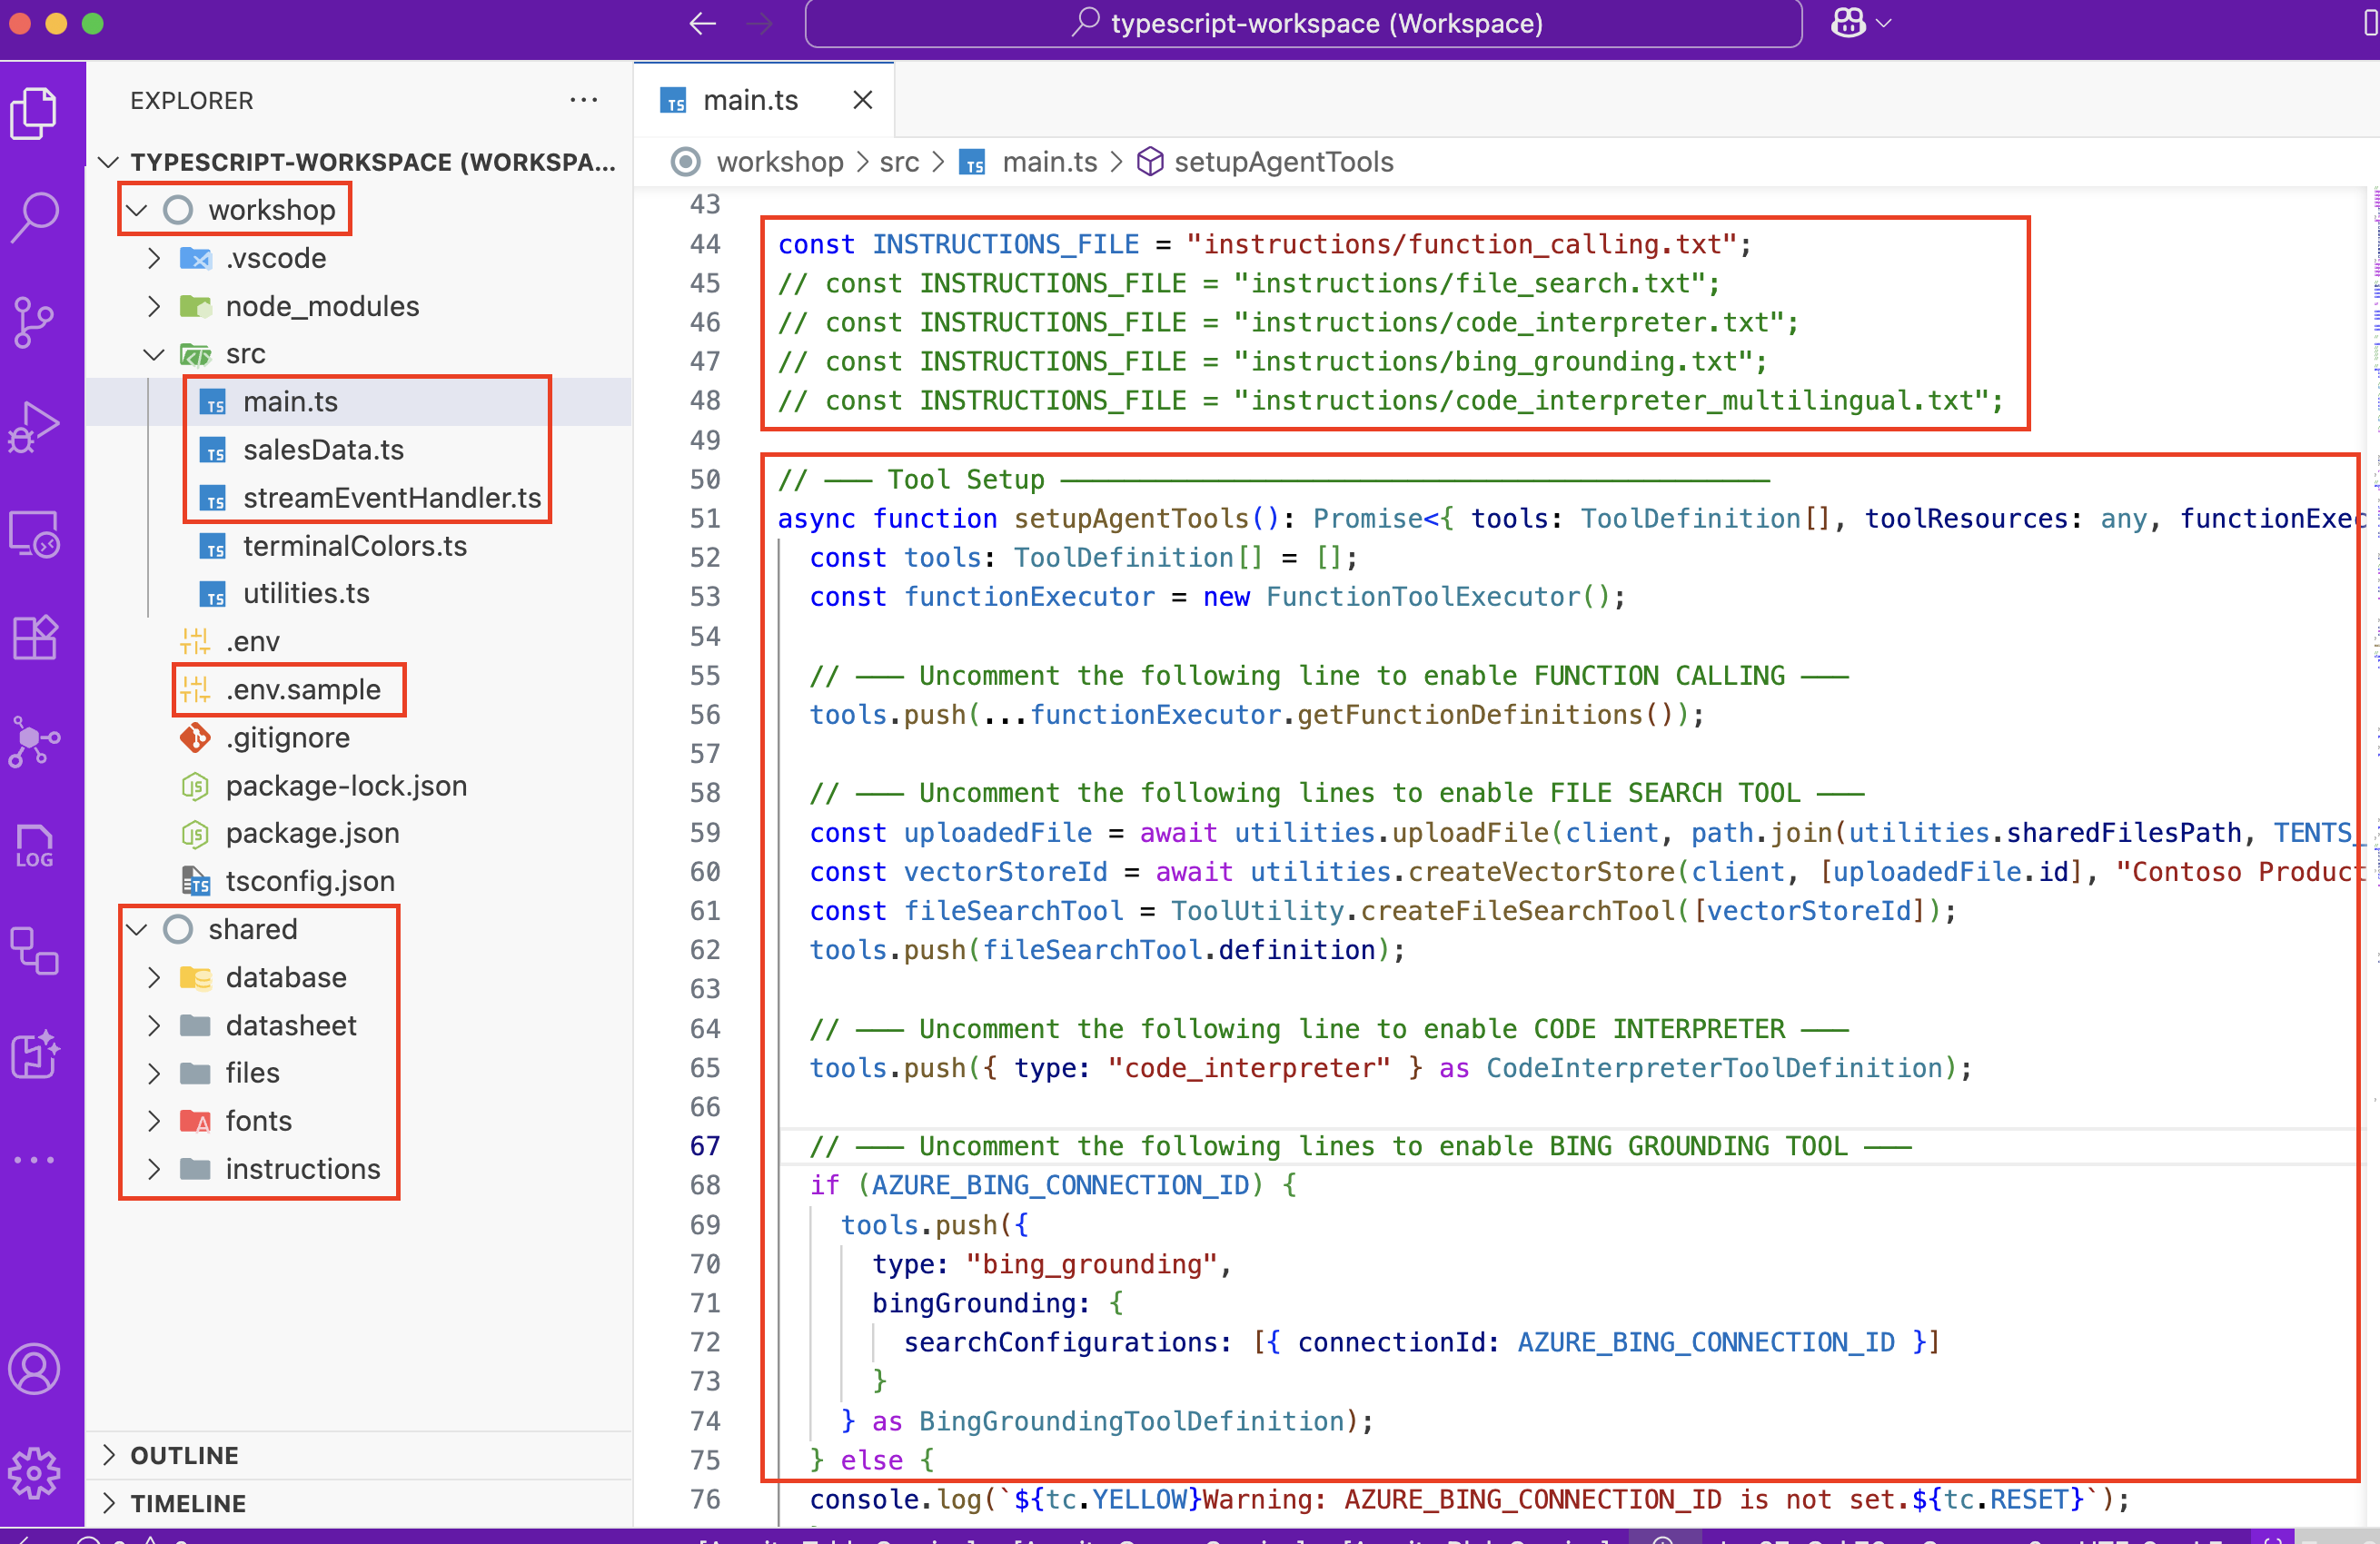 typescript-workspace (Workspace)
EXPLORER
TYPESCRIPT-WORKSPACE (WORKSPA...
workshop
.vscode
node_modules
src
main.ts
salesData.ts
streamEventHandler.ts
terminalColors.ts
utilities.ts
.env
.env.sample
.gitignore
package-lock.json
package.json
tsconfig.json
shared
database
datasheet
files
fonts
instructions
OUTLINE
TIMELINE
LOG
TS main.ts
workshop > src > TS main.ts > setupAgentTools
43
44 const INSTRUCTIONS_FILE = "instructions/function_calling.txt";
45 // const INSTRUCTIONS_FILE = "instructions/file_search.txt";
46 // const INSTRUCTIONS_FILE = "instructions/code_interpreter.txt";
47 // const INSTRUCTIONS_FILE = "instructions/bing_grounding.txt";
48 // const INSTRUCTIONS_FILE = "instructions/code_interpreter_multilingual.txt";
49
50 // ─── Tool Setup ─────────────────────────────────────────────
51 async function setupAgentTools(): Promise<{ tools: ToolDefinition[], toolResources: any, functionExec
52 const tools: ToolDefinition[] = [];
53 const functionExecutor = new FunctionToolExecutor();
54
55 // ─── Uncomment the following line to enable FUNCTION CALLING ───
56 tools.push(...functionExecutor.getFunctionDefinitions());
57
58 // ─── Uncomment the following lines to enable FILE SEARCH TOOL ───
59 const uploadedFile = await utilities.uploadFile(client, path.join(utilities.sharedFilesPath, TENTS_
60 const vectorStoreId = await utilities.createVectorStore(client, [uploadedFile.id], "Contoso Product
61 const fileSearchTool = ToolUtility.createFileSearchTool([vectorStoreId]);
62 tools.push(fileSearchTool.definition);
63
64 // ─── Uncomment the following line to enable CODE INTERPRETER ───
65 tools.push({ type: "code_interpreter" } as CodeInterpreterToolDefinition);
66
67 // ─── Uncomment the following lines to enable BING GROUNDING TOOL ───
68 if (AZURE_BING_CONNECTION_ID) {
69 tools.push({
70 type: "bing_grounding",
71 bingGrounding: {
72 searchConfigurations: [{ connectionId: AZURE_BING_CONNECTION_ID }]
73 }
74 } as BingGroundingToolDefinition);
75 } else {
76 console.log(`${tc.YELLOW}Warning: AZURE_BING_CONNECTION_ID is not set.${tc.RESET}`);